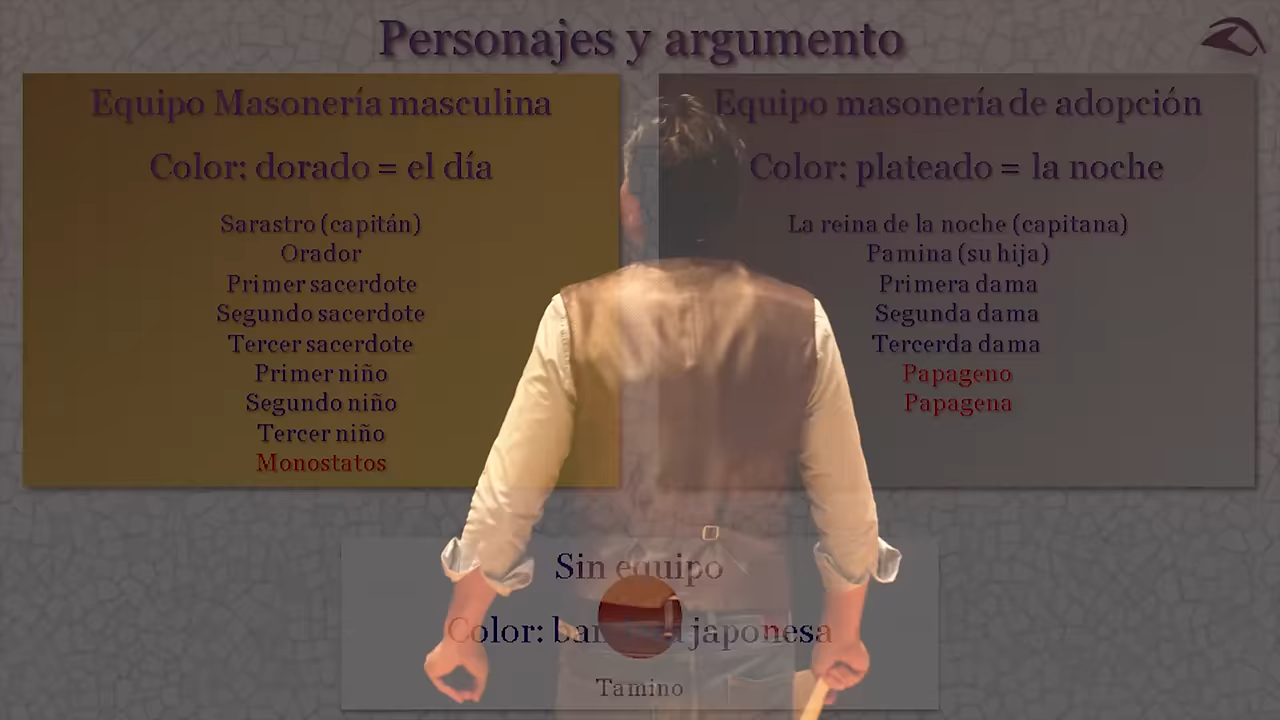 Personajes y argumento
Equipo Masonería masculina
Color: dorado = el día
Sarastro (capitán)
Orador
Primer sacerdote
Segundo sacerdote
Tercer sacerdote
Primer niño
Segundo niño
Tercer niño
Monostatos
Equipo masonería de adopción
Color: plateado = la noche
La reina de la noche (capitana)
Pamina (su hija)
Primera dama
Segunda dama
Tercerda dama
Papageno
Papagena
Sin equipo
Color: bandera japonesa
Tamino